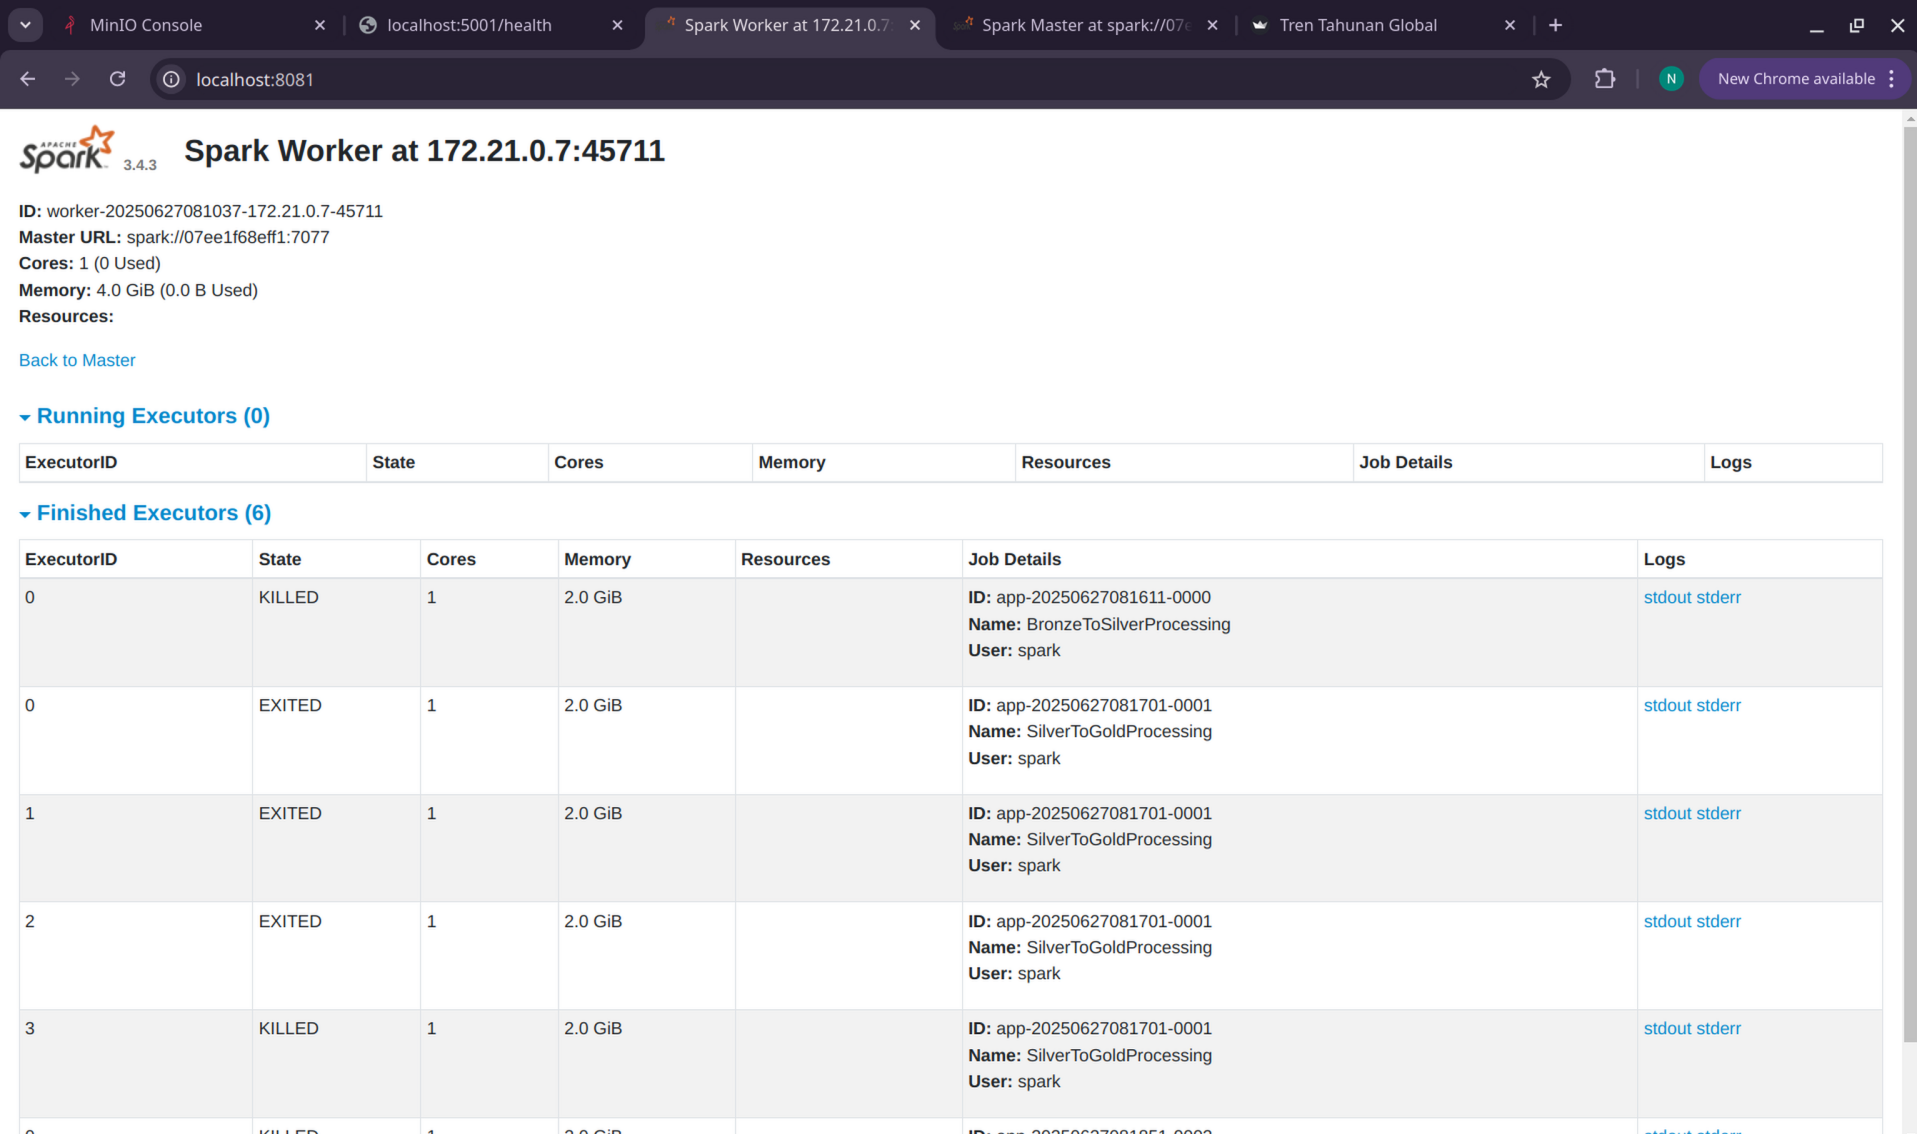 MinIO Console
localhost:5001/health
Spark Worker at 172.21.0.7:
Spark Master at spark://07e
Tren Tahunan Global
localhost:8081
N
New Chrome available
APACHE
Spark 3.4.3
Spark Worker at 172.21.0.7:45711
ID: worker-20250627081037-172.21.0.7-45711
Master URL: spark://07ee1f68eff1:7077
Cores: 1 (0 Used)
Memory: 4.0 GiB (0.0 B Used)
Resources:
Back to Master
Running Executors (0)
ExecutorID State Cores Memory Resources Job Details Logs
Finished Executors (6)
ExecutorID State Cores Memory Resources Job Details Logs
0 KILLED 1 2.0 GiB ID: app-20250627081611-0000 stdout stderr
Name: BronzeToSilverProcessing
User: spark
0 EXITED 1 2.0 GiB ID: app-20250627081701-0001 stdout stderr
Name: SilverToGoldProcessing
User: spark
1 EXITED 1 2.0 GiB ID: app-20250627081701-0001 stdout stderr
Name: SilverToGoldProcessing
User: spark
2 EXITED 1 2.0 GiB ID: app-20250627081701-0001 stdout stderr
Name: SilverToGoldProcessing
User: spark
3 KILLED 1 2.0 GiB ID: app-20250627081701-0001 stdout stderr
Name: SilverToGoldProcessing
User: spark